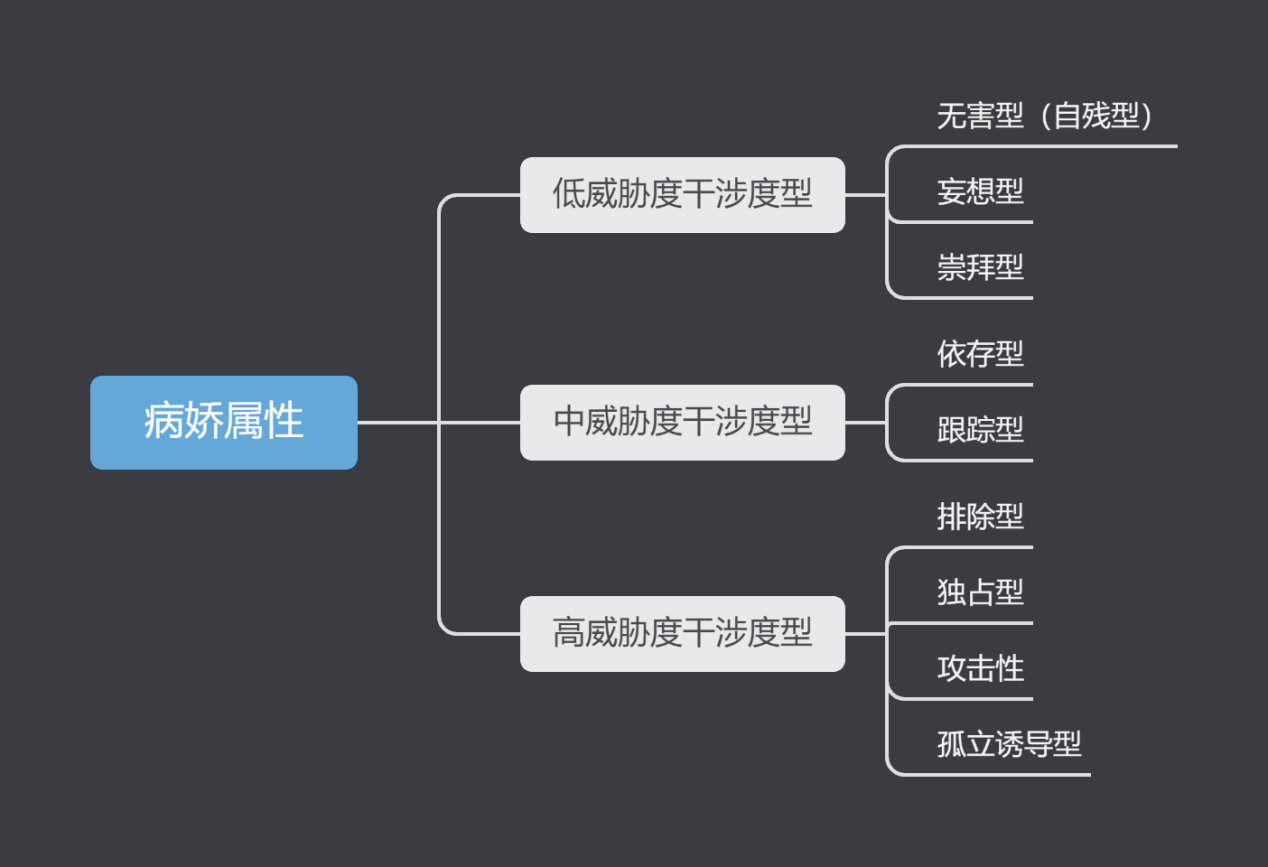 病娇属性
低威胁度干涉度型
无害型（自残型）
妄想型
崇拜型
中威胁度干涉度型
依存型
跟踪型
高威胁度干涉度型
排除型
独占型
攻击性
孤立诱导型